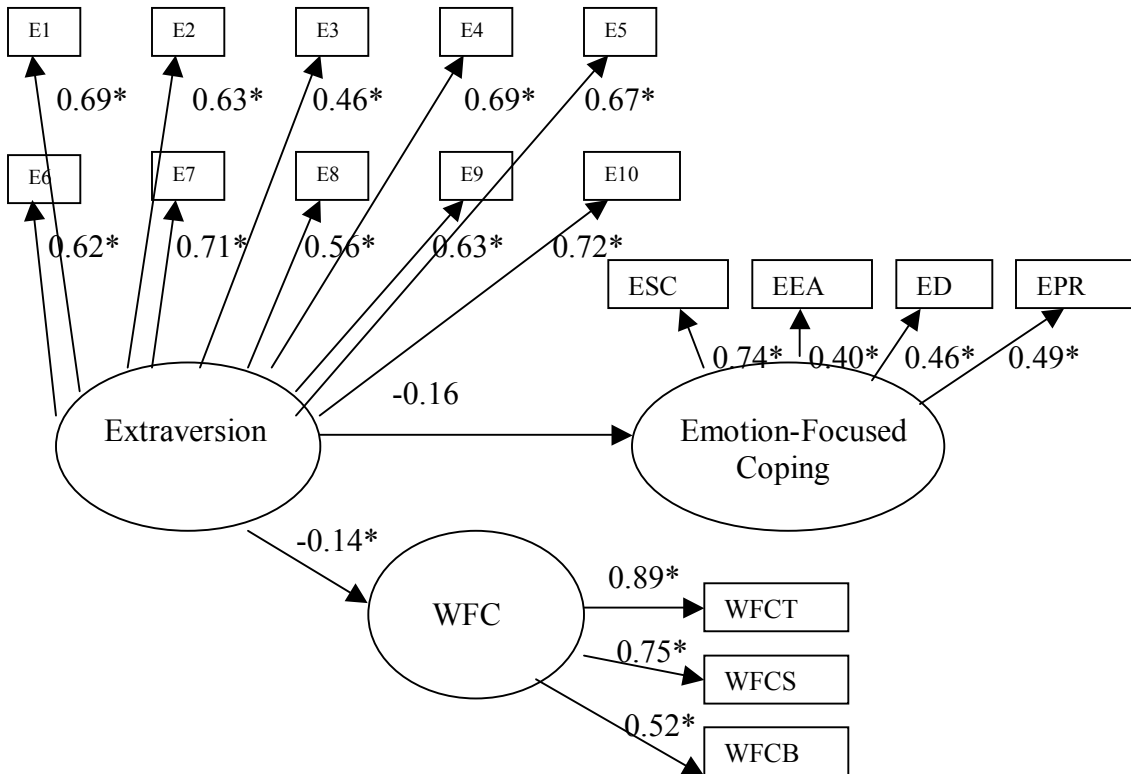 E1 E2 E3 E4 E5
0.69* 0.63* 0.46* 0.69* 0.67*
E6 E7 E8 E9 E10
0.62* 0.71* 0.56* 0.63* 0.72*
ESC EEA ED EPR
0.74* 0.40* 0.46* 0.49*
-0.16
Extraversion
Emotion-Focused
Coping
-0.14*
WFC
0.89*
WFCT
0.75*
WFCS
0.52*
WFCB